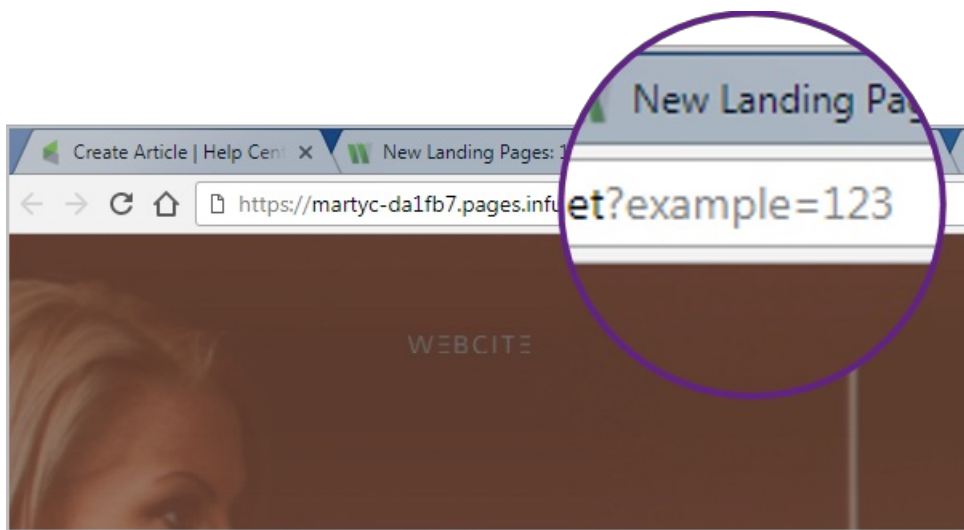 New Landing Pag
Create Article | Help Cent
New Landing Pages: 1
https://martyc-da1fb7.pages.infu
et?example=123
WEBCITE